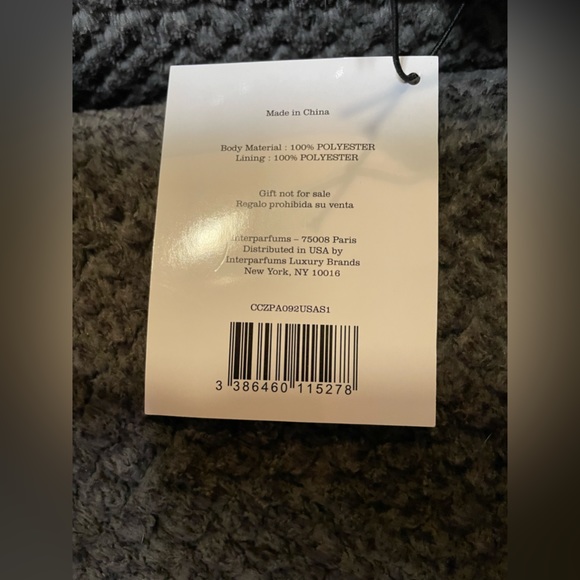 Made in China
Body Material : 100% POLYESTER
Lining : 100% POLYESTER
Gift not for sale
Regalo prohibida su venta
Interparfums – 75008 Paris
Distributed in USA by
Interparfums Luxury Brands
New York, NY 10016
CCZPA092USAS1
3 386460 115278